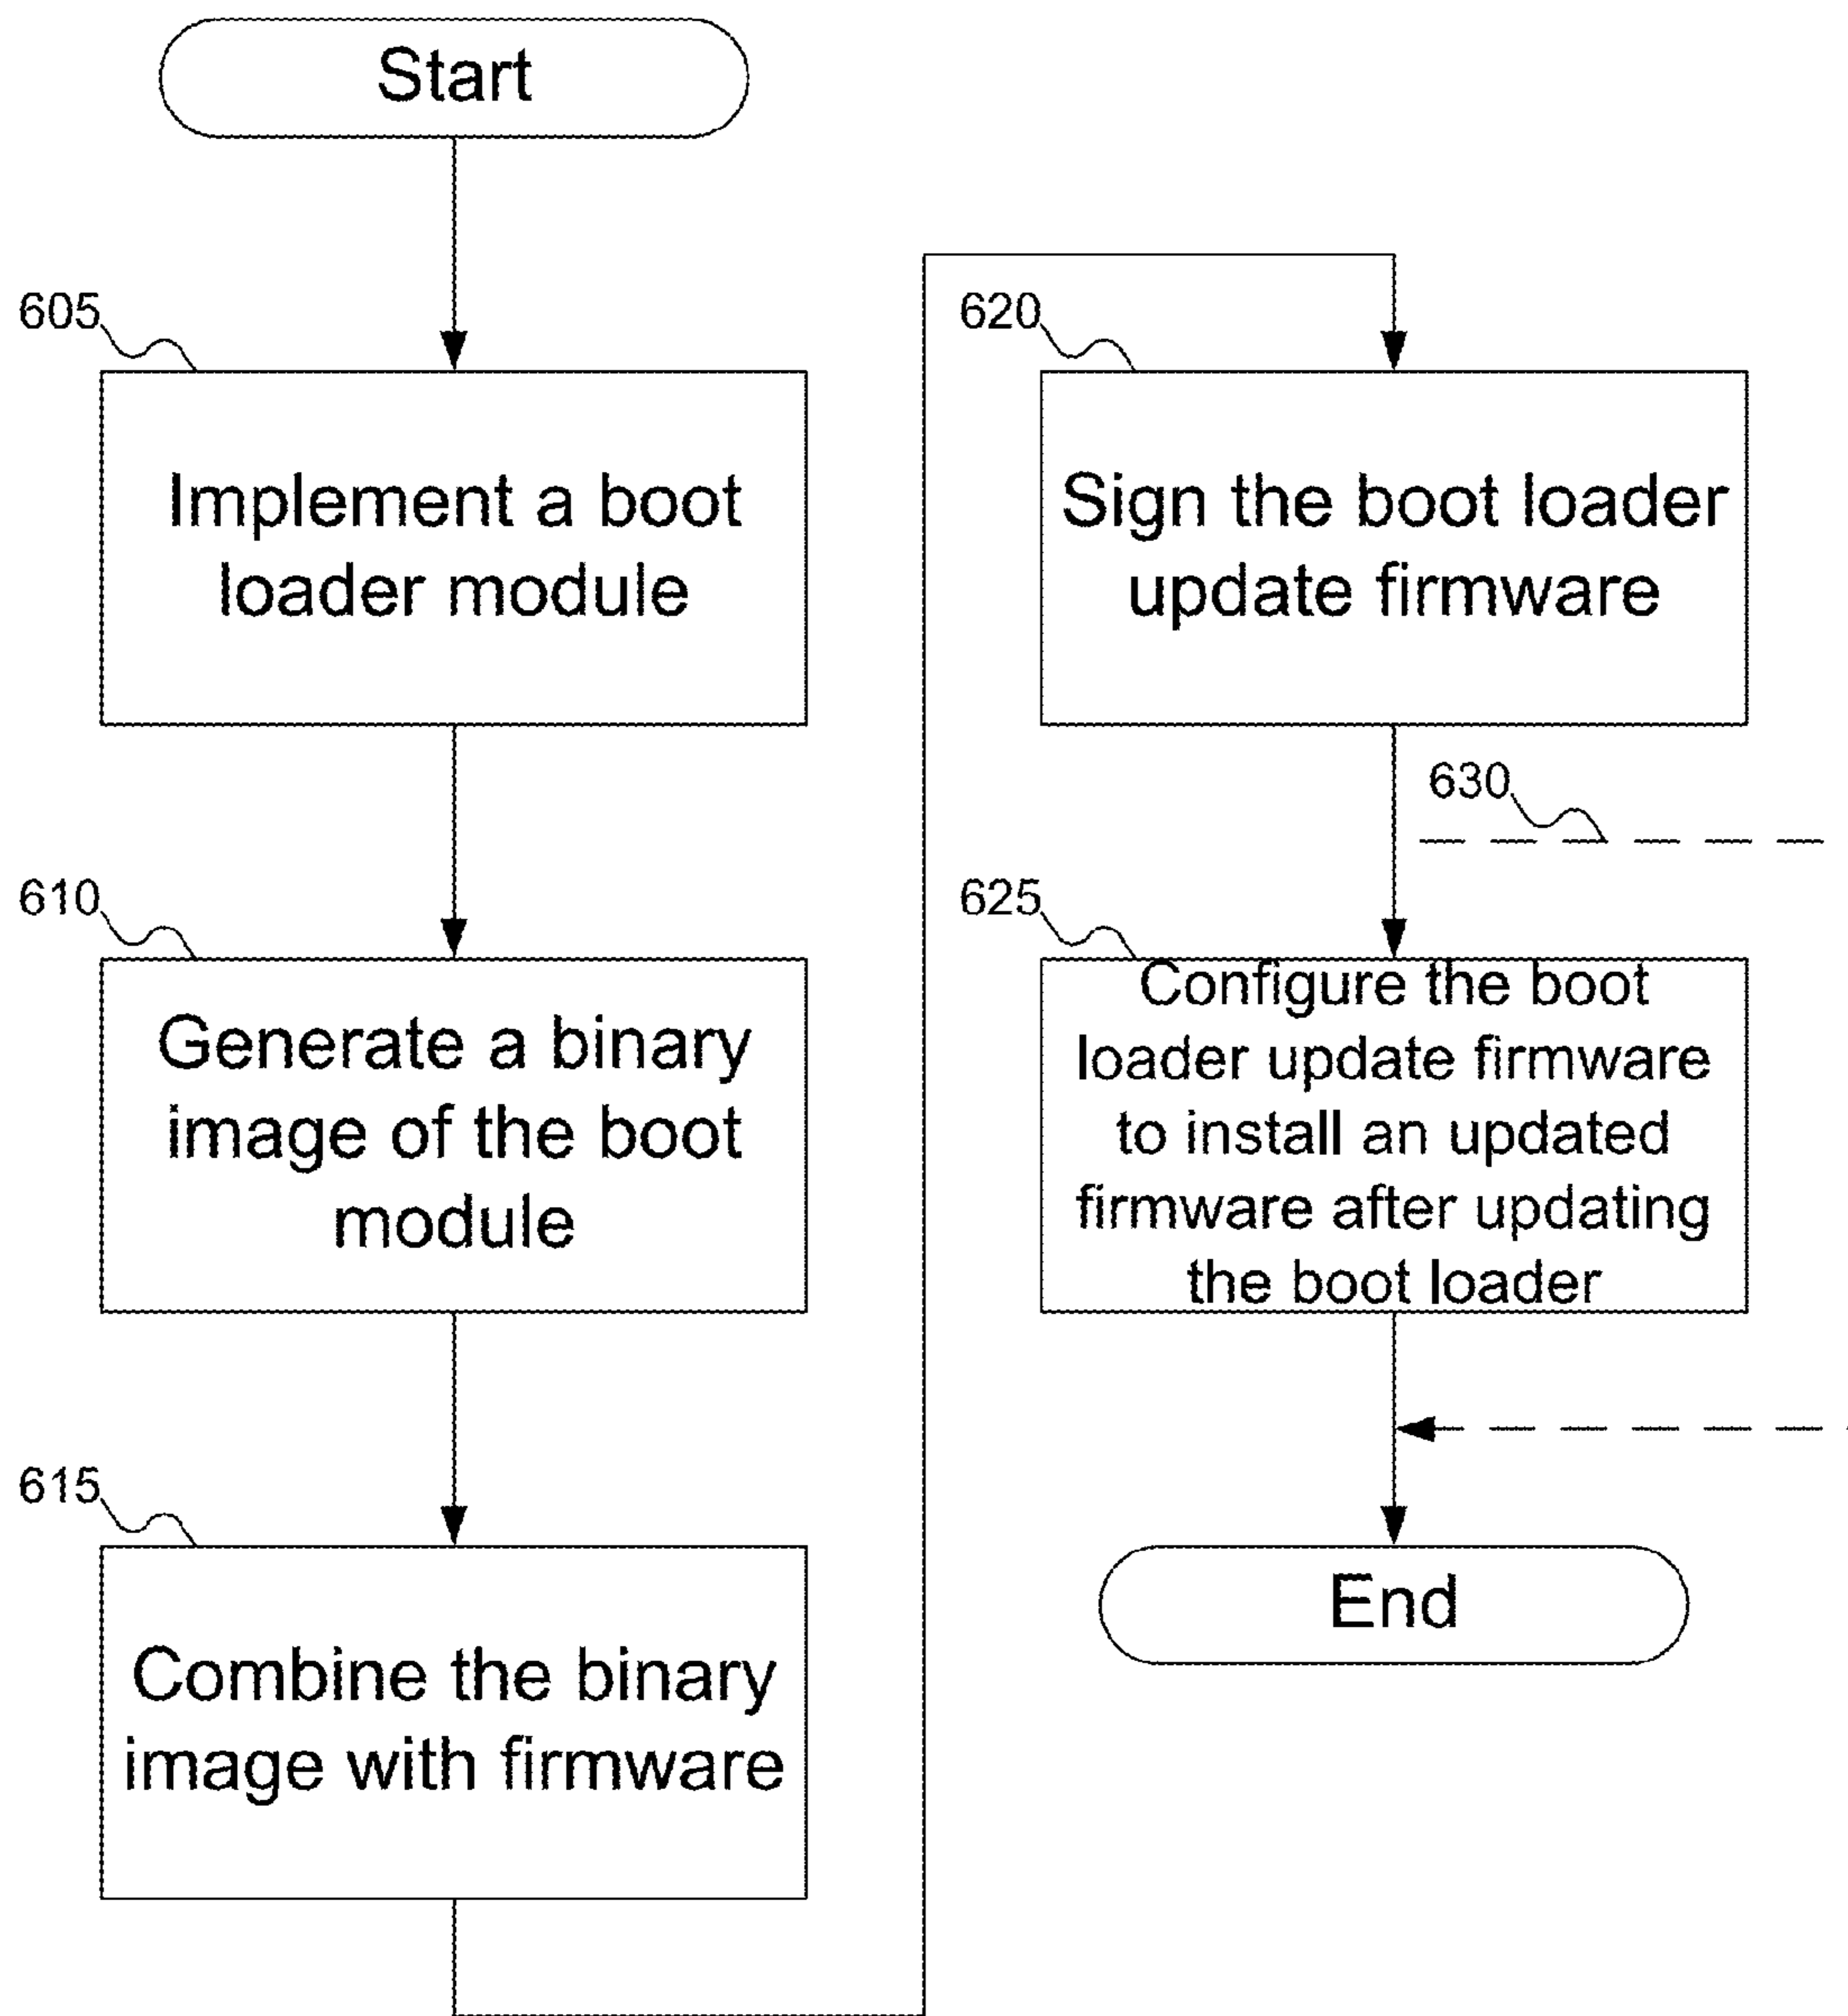 Start
605
Implement a boot
loader module
610
Generate a binary
image of the boot
module
615
Combine the binary
image with firmware
620
Sign the boot loader
update firmware
630
625
Configure the boot
loader update firmware
to install an updated
firmware after updating
the boot loader
End